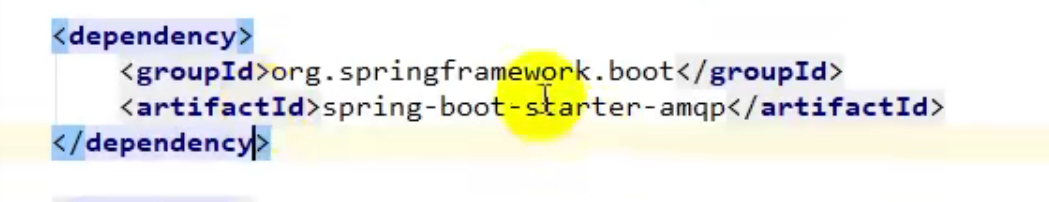 <dependency>
<groupId>org.springframework.boot</groupId>
<artifactId>spring-boot-starter-amqp</artifactId>
</dependency>